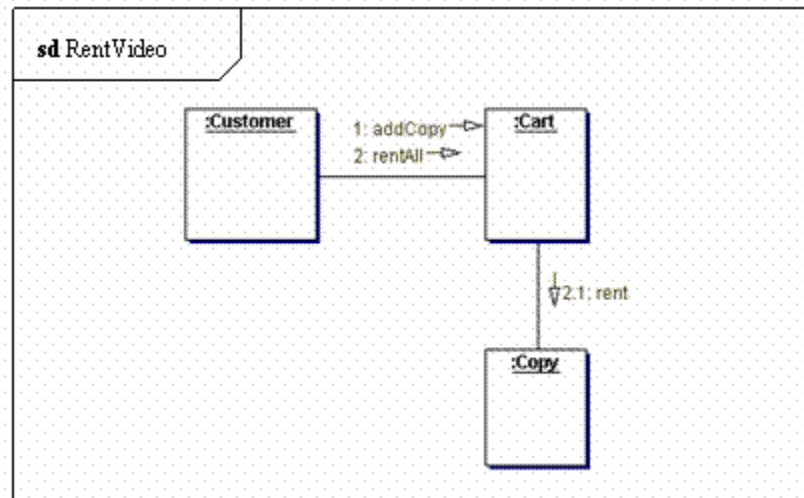 sd RentVideo
:Customer
1: addCopy
:Cart
2: rentAll
2.1: rent
:Copy